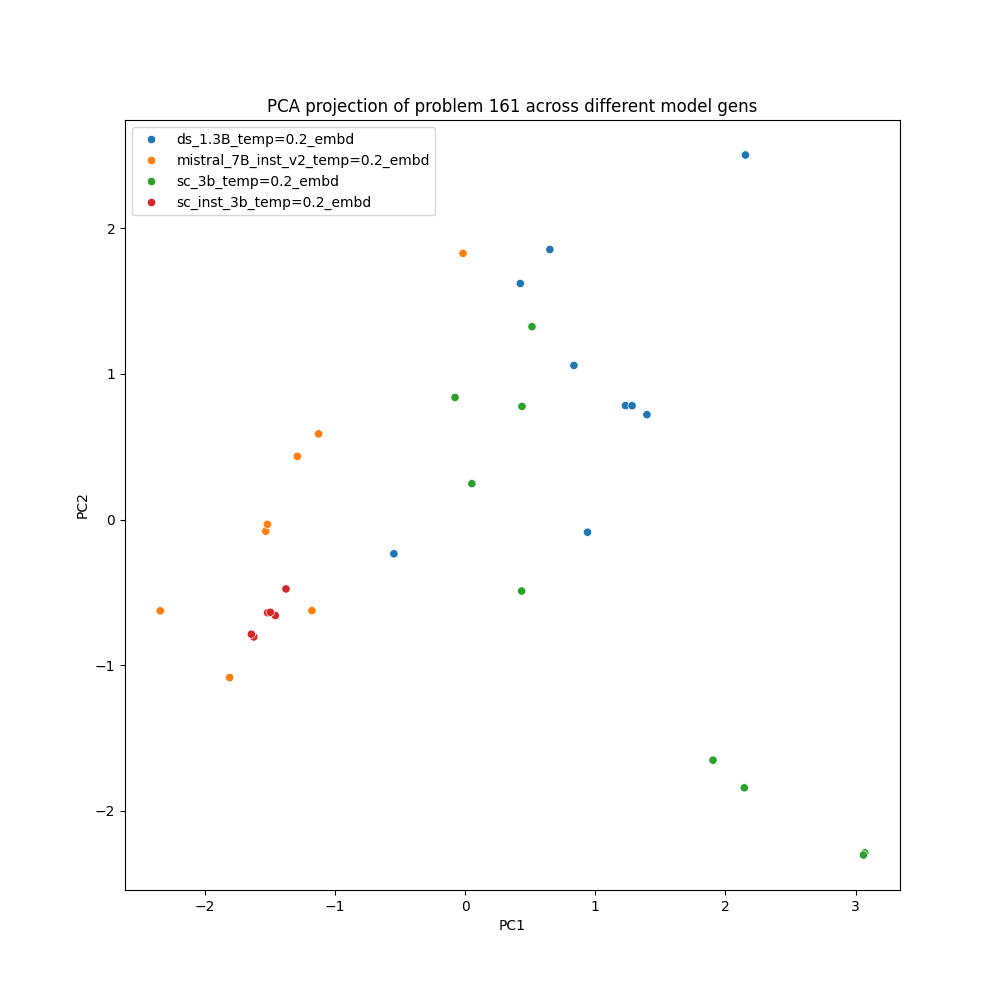 PCA projection of problem 161 across different model gens
ds_1.3B_temp=0.2_embd
mistral_7B_inst_v2_temp=0.2_embd
sc_3b_temp=0.2_embd
sc_inst_3b_temp=0.2_embd
2
1
0
−1
−2
PC2
−2 −1 0 1 2 3
PC1